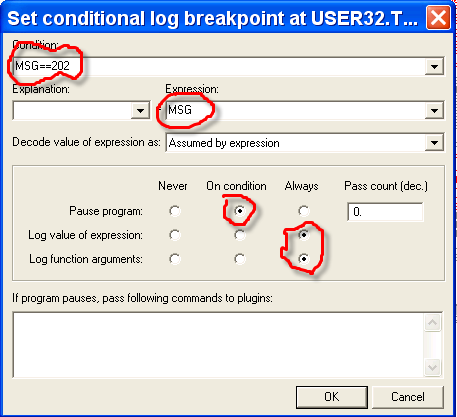 Set conditional log breakpoint at USER32.T...
Condition:
MSG==202
Explanation: Expression:
= MSG
Decode value of expression as: Assumed by expression
Never On condition Always Pass count (dec.)
Pause program: 0.
Log value of expression:
Log function arguments:
If program pauses, pass following commands to plugins:
OK Cancel